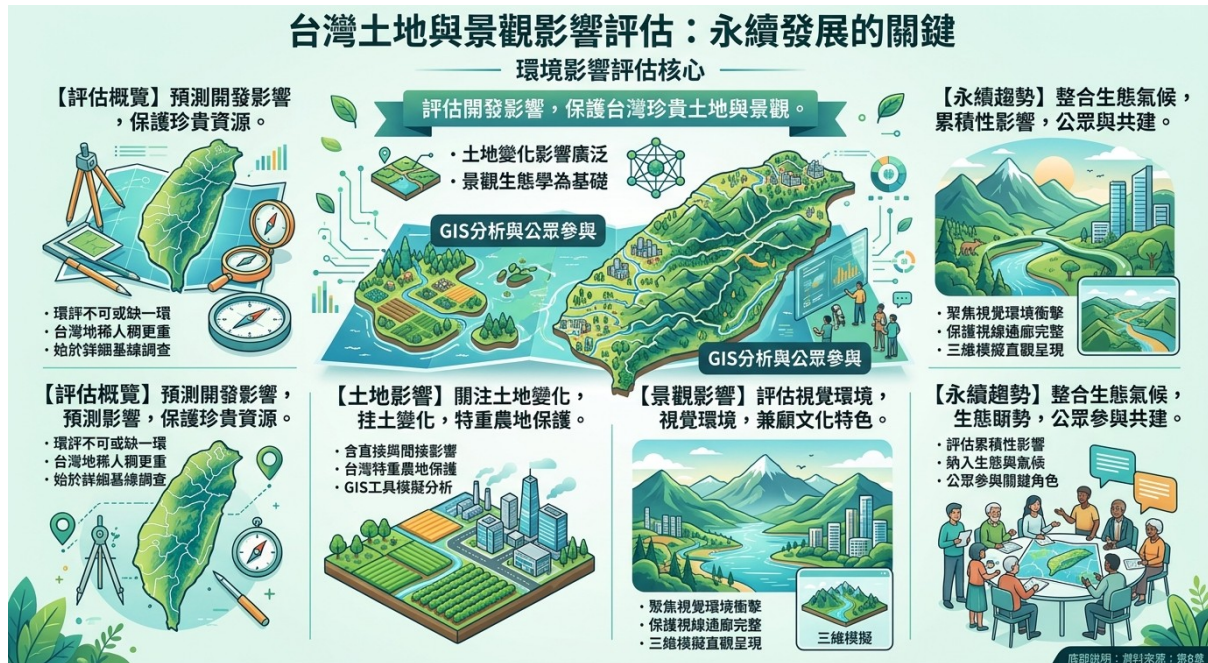 台灣土地與景觀影響評估：永續發展的關鍵
環境影響評估核心
評估開發影響，保護台灣珍貴土地與景觀。
・土地變化影響廣泛
・景觀生態學為基礎
GIS分析與公眾參與
GIS分析與公眾參與
【評估概覽】預測開發影響
，保護珍貴資源。
・環評不可或缺一環
・台灣地稀人稠更重
・始於詳細基線調查
【永續趨勢】整合生態氣候，
累積性影響，公眾與共建。
・聚焦視覺環境衝擊
・保護視線通廊完整
・三維模擬直觀呈現
【評估概覽】預測開發影響，
預測影響，保護珍貴資源。
・環評不可或缺一環
・台灣地稀人稠更重
・始於詳細基線調查
【土地影響】關注土地變化，
挂土變化，特重農地保護。
・含直接與間接影響
・台灣特重農地保護
・GIS工具模擬分析
【景觀影響】評估視覺環境，
視覺環境，兼顧文化特色。
・聚焦視覺環境衝擊
・保護視線通廊完整
・三維模擬直觀呈現
三維模擬
【永續趨勢】整合生態氣候，
生態勢，公眾參與共建。
・評估累積性影響
・納入生態與氣候
・公眾參與關鍵角色